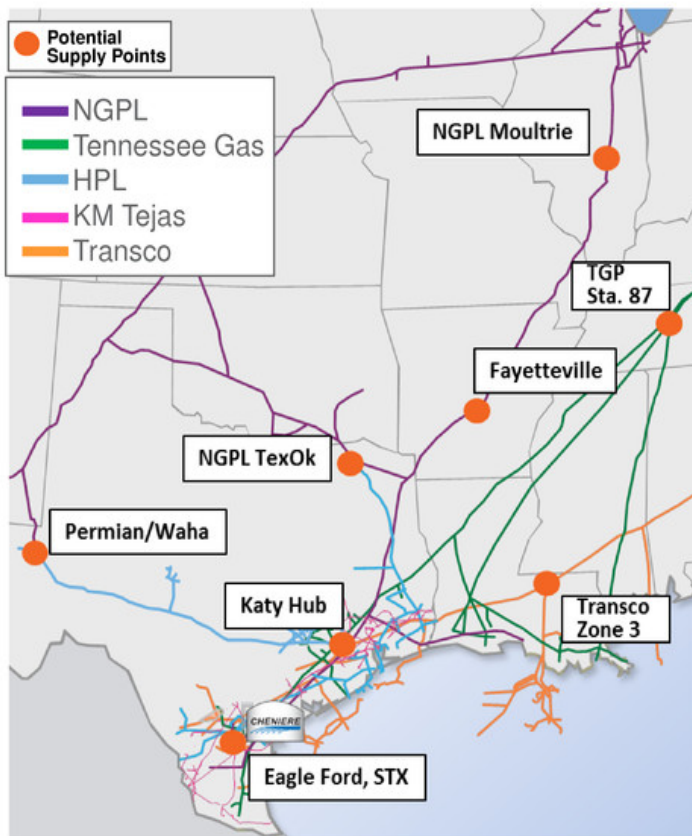 Potential
Supply Points
NGPL
Tennessee Gas
HPL
KM Tejas
Transco
NGPL Moultrie
TGP
Sta. 87
Fayetteville
NGPL TexOk
Permian/Waha
Katy Hub
Transco
Zone 3
CHENIERE
Eagle Ford, STX